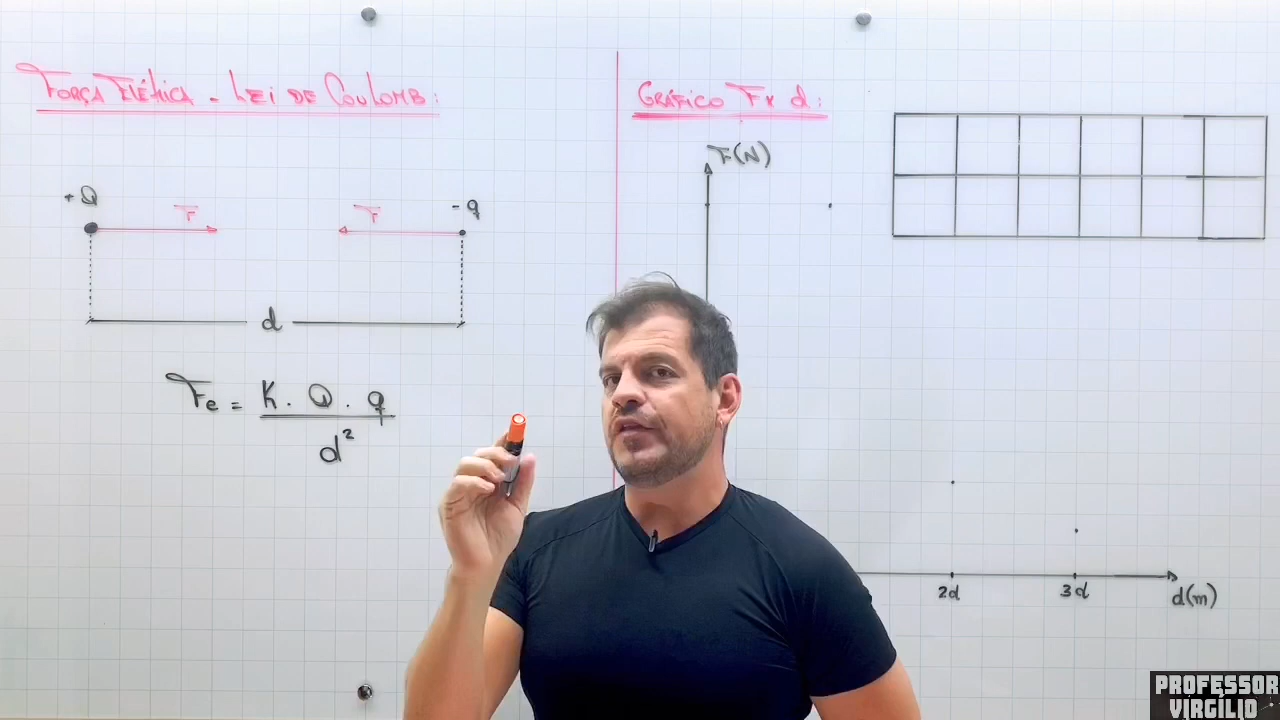 FORÇA ELÉTRICA - LEI DE COULOMB:
+Q
F
F
-q
d
Fe = K . Q . q
d²
GRÁFICO F x d:
F(N)
2d
3d
d(m)
PROFESSOR
VIRGÍLIO